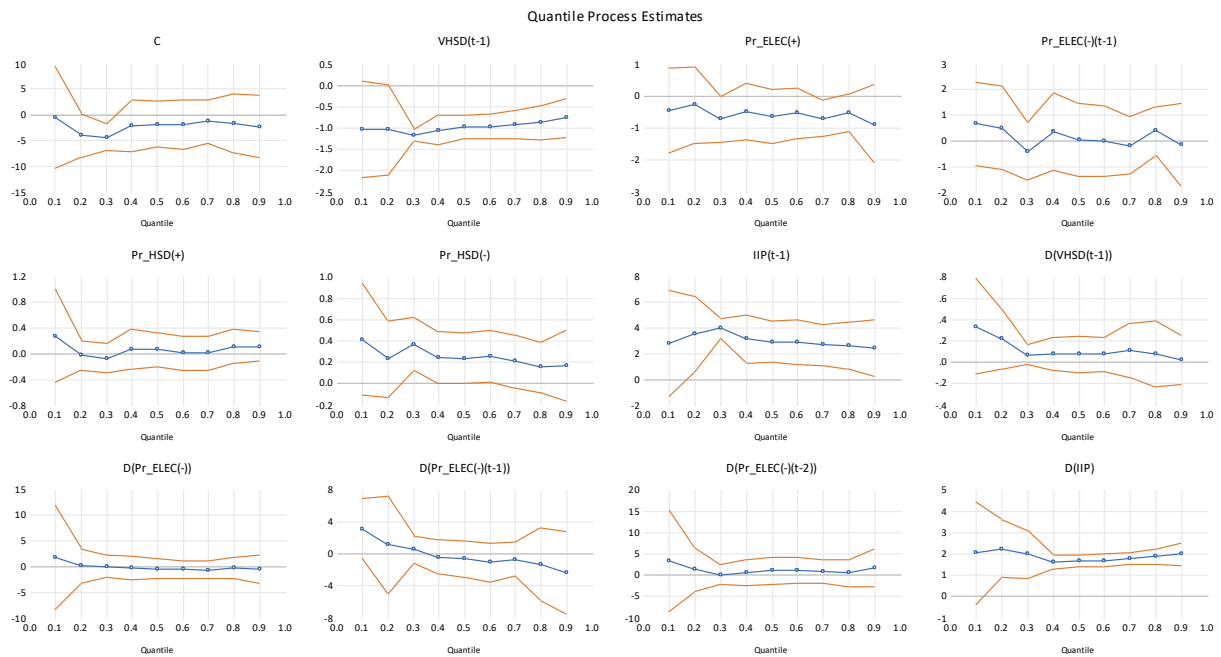 Quantile Process Estimates
C
10
5
0
-5
-10
-15
0.0 0.1 0.2 0.3 0.4 0.5 0.6 0.7 0.8 0.9 1.0
Quantile
VHSD(t-1)
0.5
0.0
-0.5
-1.0
-1.5
-2.0
-2.5
0.0 0.1 0.2 0.3 0.4 0.5 0.6 0.7 0.8 0.9 1.0
Quantile
Pr_ELEC(+)
1
0
-1
-2
-3
0.0 0.1 0.2 0.3 0.4 0.5 0.6 0.7 0.8 0.9 1.0
Quantile
Pr_ELEC(-)(t-1)
3
2
1
0
-1
-2
0.0 0.1 0.2 0.3 0.4 0.5 0.6 0.7 0.8 0.9 1.0
Quantile
Pr_HSD(+)
1.2
0.8
0.4
0.0
-0.4
-0.8
0.0 0.1 0.2 0.3 0.4 0.5 0.6 0.7 0.8 0.9 1.0
Quantile
Pr_HSD(-)
1.0
0.8
0.6
0.4
0.2
0.0
-0.2
0.0 0.1 0.2 0.3 0.4 0.5 0.6 0.7 0.8 0.9 1.0
Quantile
IIP(t-1)
8
6
4
2
0
-2
0.0 0.1 0.2 0.3 0.4 0.5 0.6 0.7 0.8 0.9 1.0
Quantile
D(VHSD(t-1))
.8
.6
.4
.2
.0
-.2
-.4
0.0 0.1 0.2 0.3 0.4 0.5 0.6 0.7 0.8 0.9 1.0
Quantile
D(Pr_ELEC(-))
15
10
5
0
-5
-10
0.0 0.1 0.2 0.3 0.4 0.5 0.6 0.7 0.8 0.9 1.0
Quantile
D(Pr_ELEC(-)(t-1))
8
4
0
-4
-8
0.0 0.1 0.2 0.3 0.4 0.5 0.6 0.7 0.8 0.9 1.0
Quantile
D(Pr_ELEC(-)(t-2))
20
15
10
5
0
-5
-10
0.0 0.1 0.2 0.3 0.4 0.5 0.6 0.7 0.8 0.9 1.0
Quantile
D(IIP)
5
4
3
2
1
0
-1
0.0 0.1 0.2 0.3 0.4 0.5 0.6 0.7 0.8 0.9 1.0
Quantile